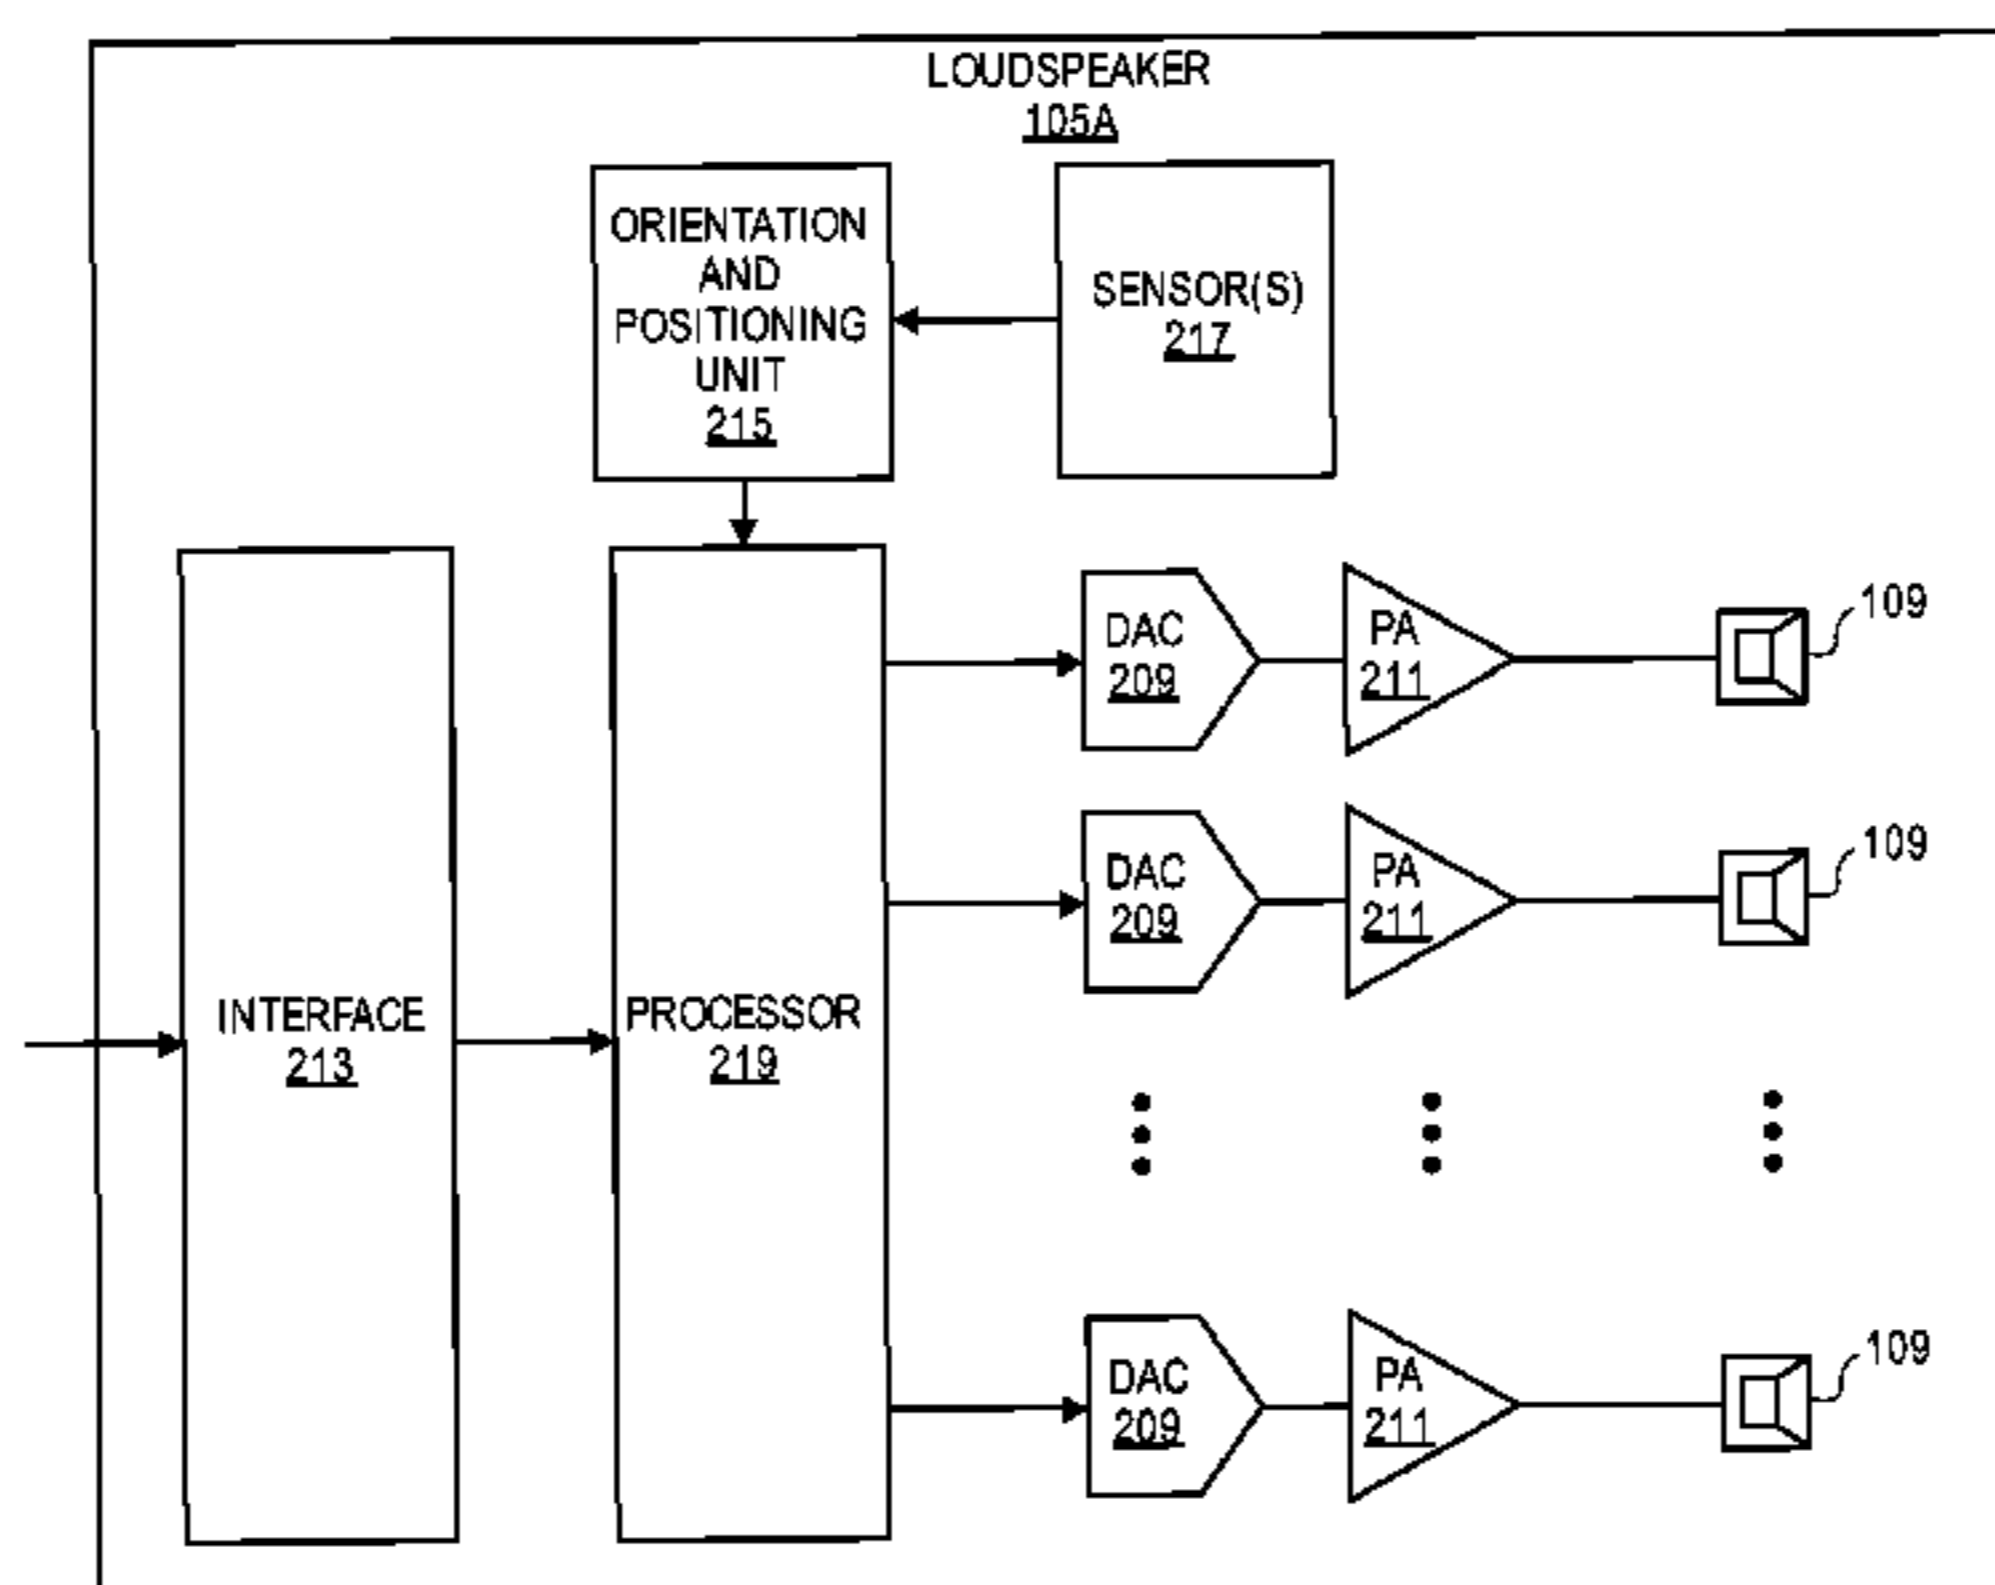 LOUDSPEAKER
105A
ORIENTATION
AND
POSITIONING
UNIT
215
SENSOR(S)
217
INTERFACE
213
PROCESSOR
219
DAC
209
PA
211
109
DAC
209
PA
211
109
DAC
209
PA
211
109